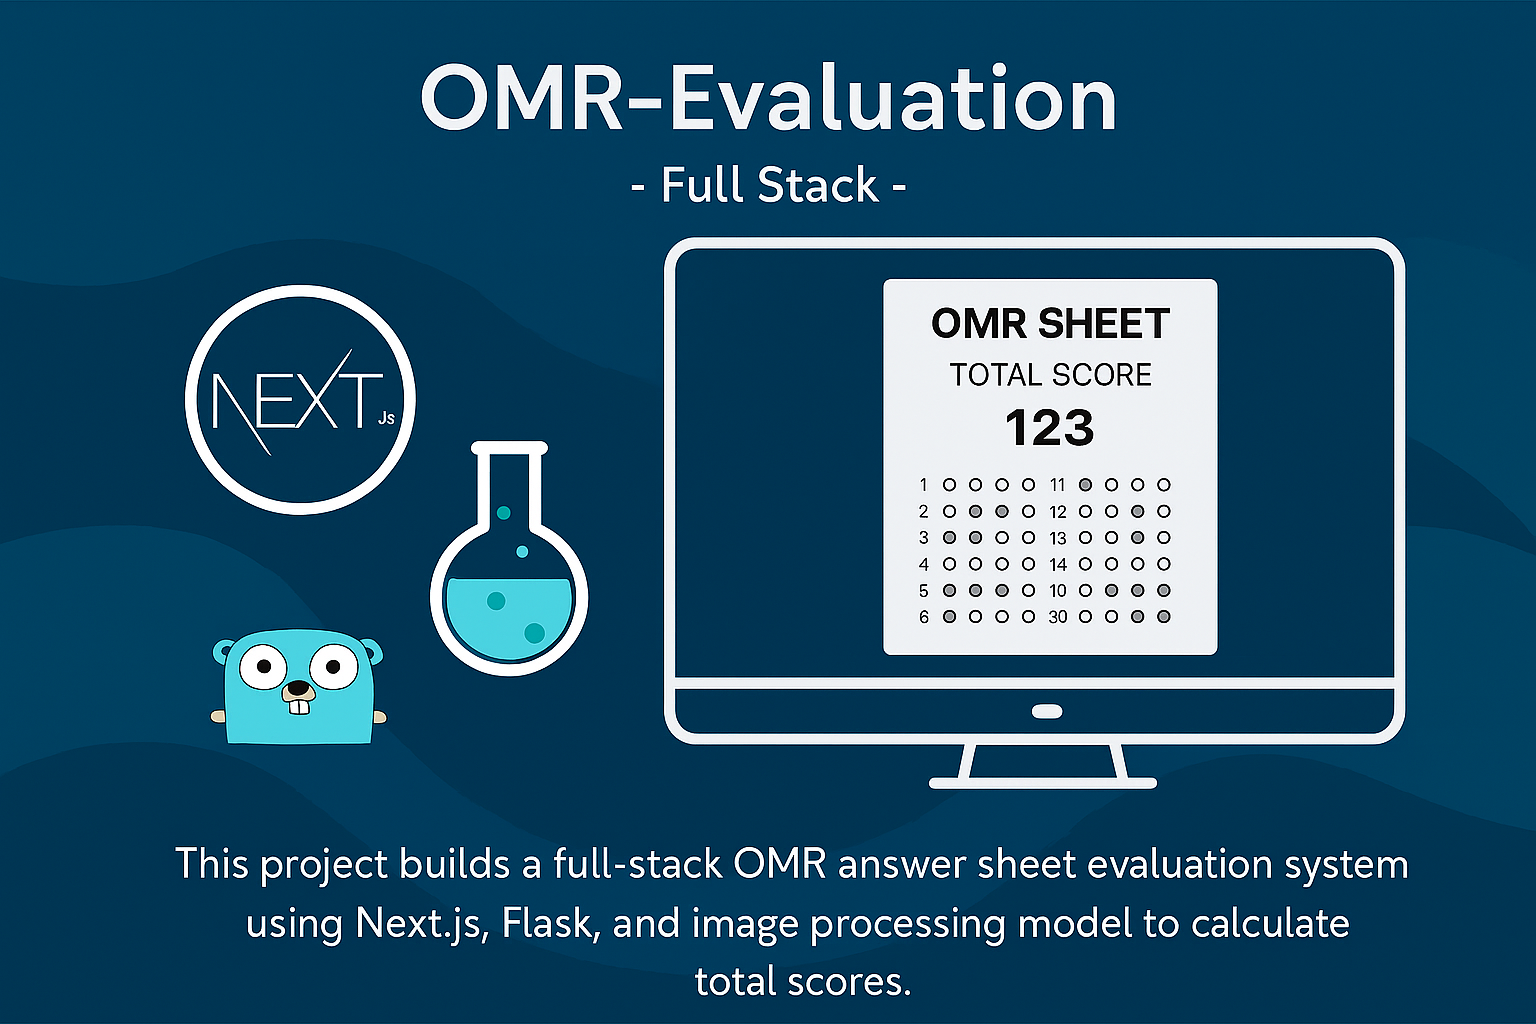 OMR-Evaluation
- Full Stack -
NEXT.Js
OMR SHEET
TOTAL SCORE
123
1 11
2 12
3 13
4 14
5 10
6 30
This project builds a full-stack OMR answer sheet evaluation system
using Next.js, Flask, and image processing model to calculate
total scores.